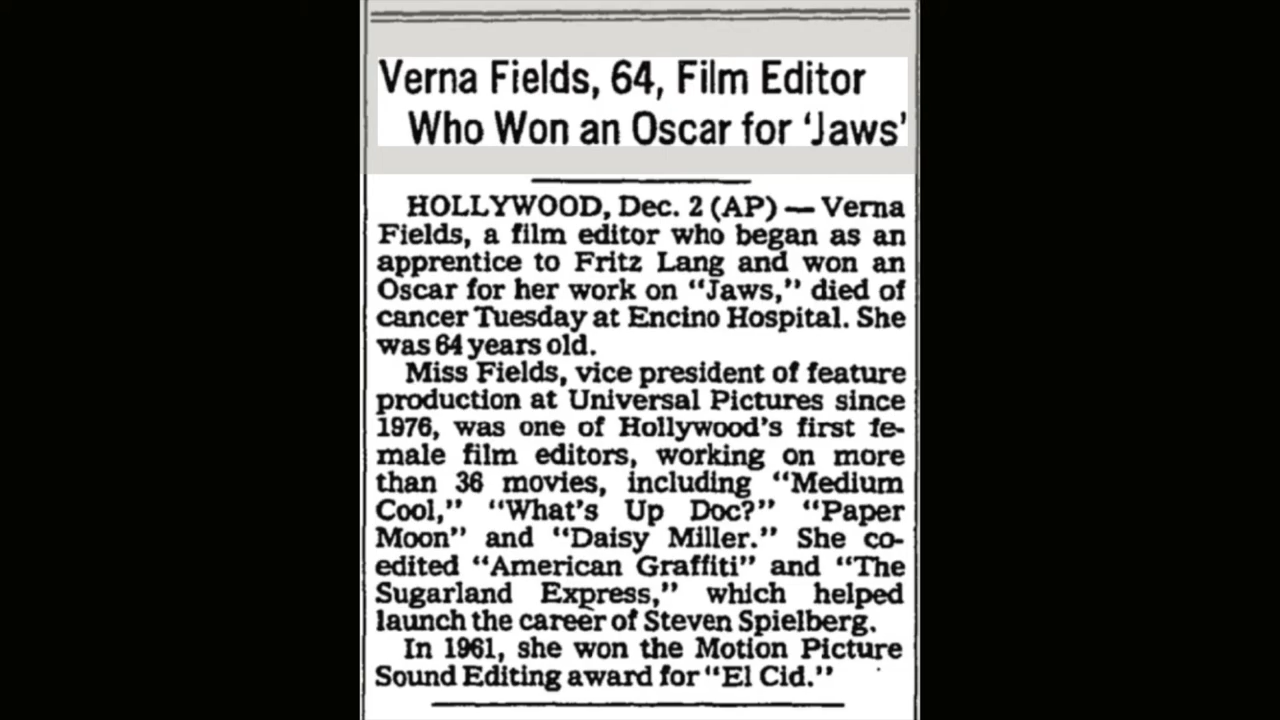 Verna Fields, 64, Film Editor
Who Won an Oscar for ‘Jaws’
HOLLYWOOD, Dec. 2 (AP) — Verna
Fields, a film editor who began as an
apprentice to Fritz Lang and won an
Oscar for her work on “Jaws,” died of
cancer Tuesday at Encino Hospital. She
was 64 years old.
Miss Fields, vice president of feature
production at Universal Pictures since
1976, was one of Hollywood’s first fe-
male film editors, working on more
than 36 movies, including “Medium
Cool,” “What’s Up Doc?” “Paper
Moon” and “Daisy Miller.” She co-
edited “American Graffiti” and “The
Sugarland Express,” which helped
launch the career of Steven Spielberg.
In 1961, she won the Motion Picture
Sound Editing award for “El Cid.”